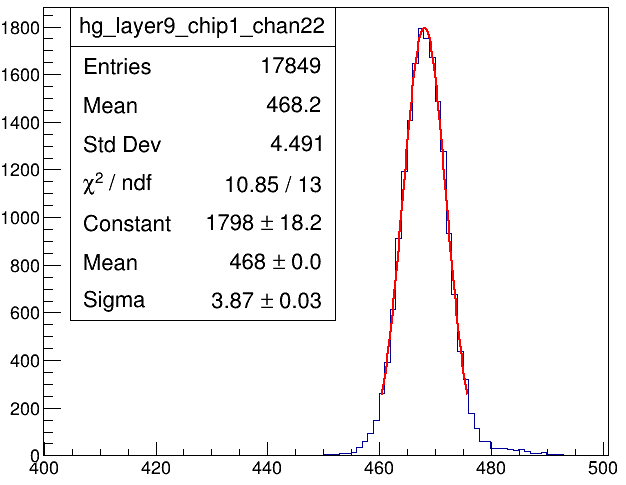 hg_layer9_chip1_chan22
Entries 17849
Mean 468.2
Std Dev 4.491
χ² / ndf 10.85 / 13
Constant 1798 ± 18.2
Mean 468 ± 0.0
Sigma 3.87 ± 0.03
1800
1600
1400
1200
1000
800
600
400
200
0
400 420 440 460 480 500